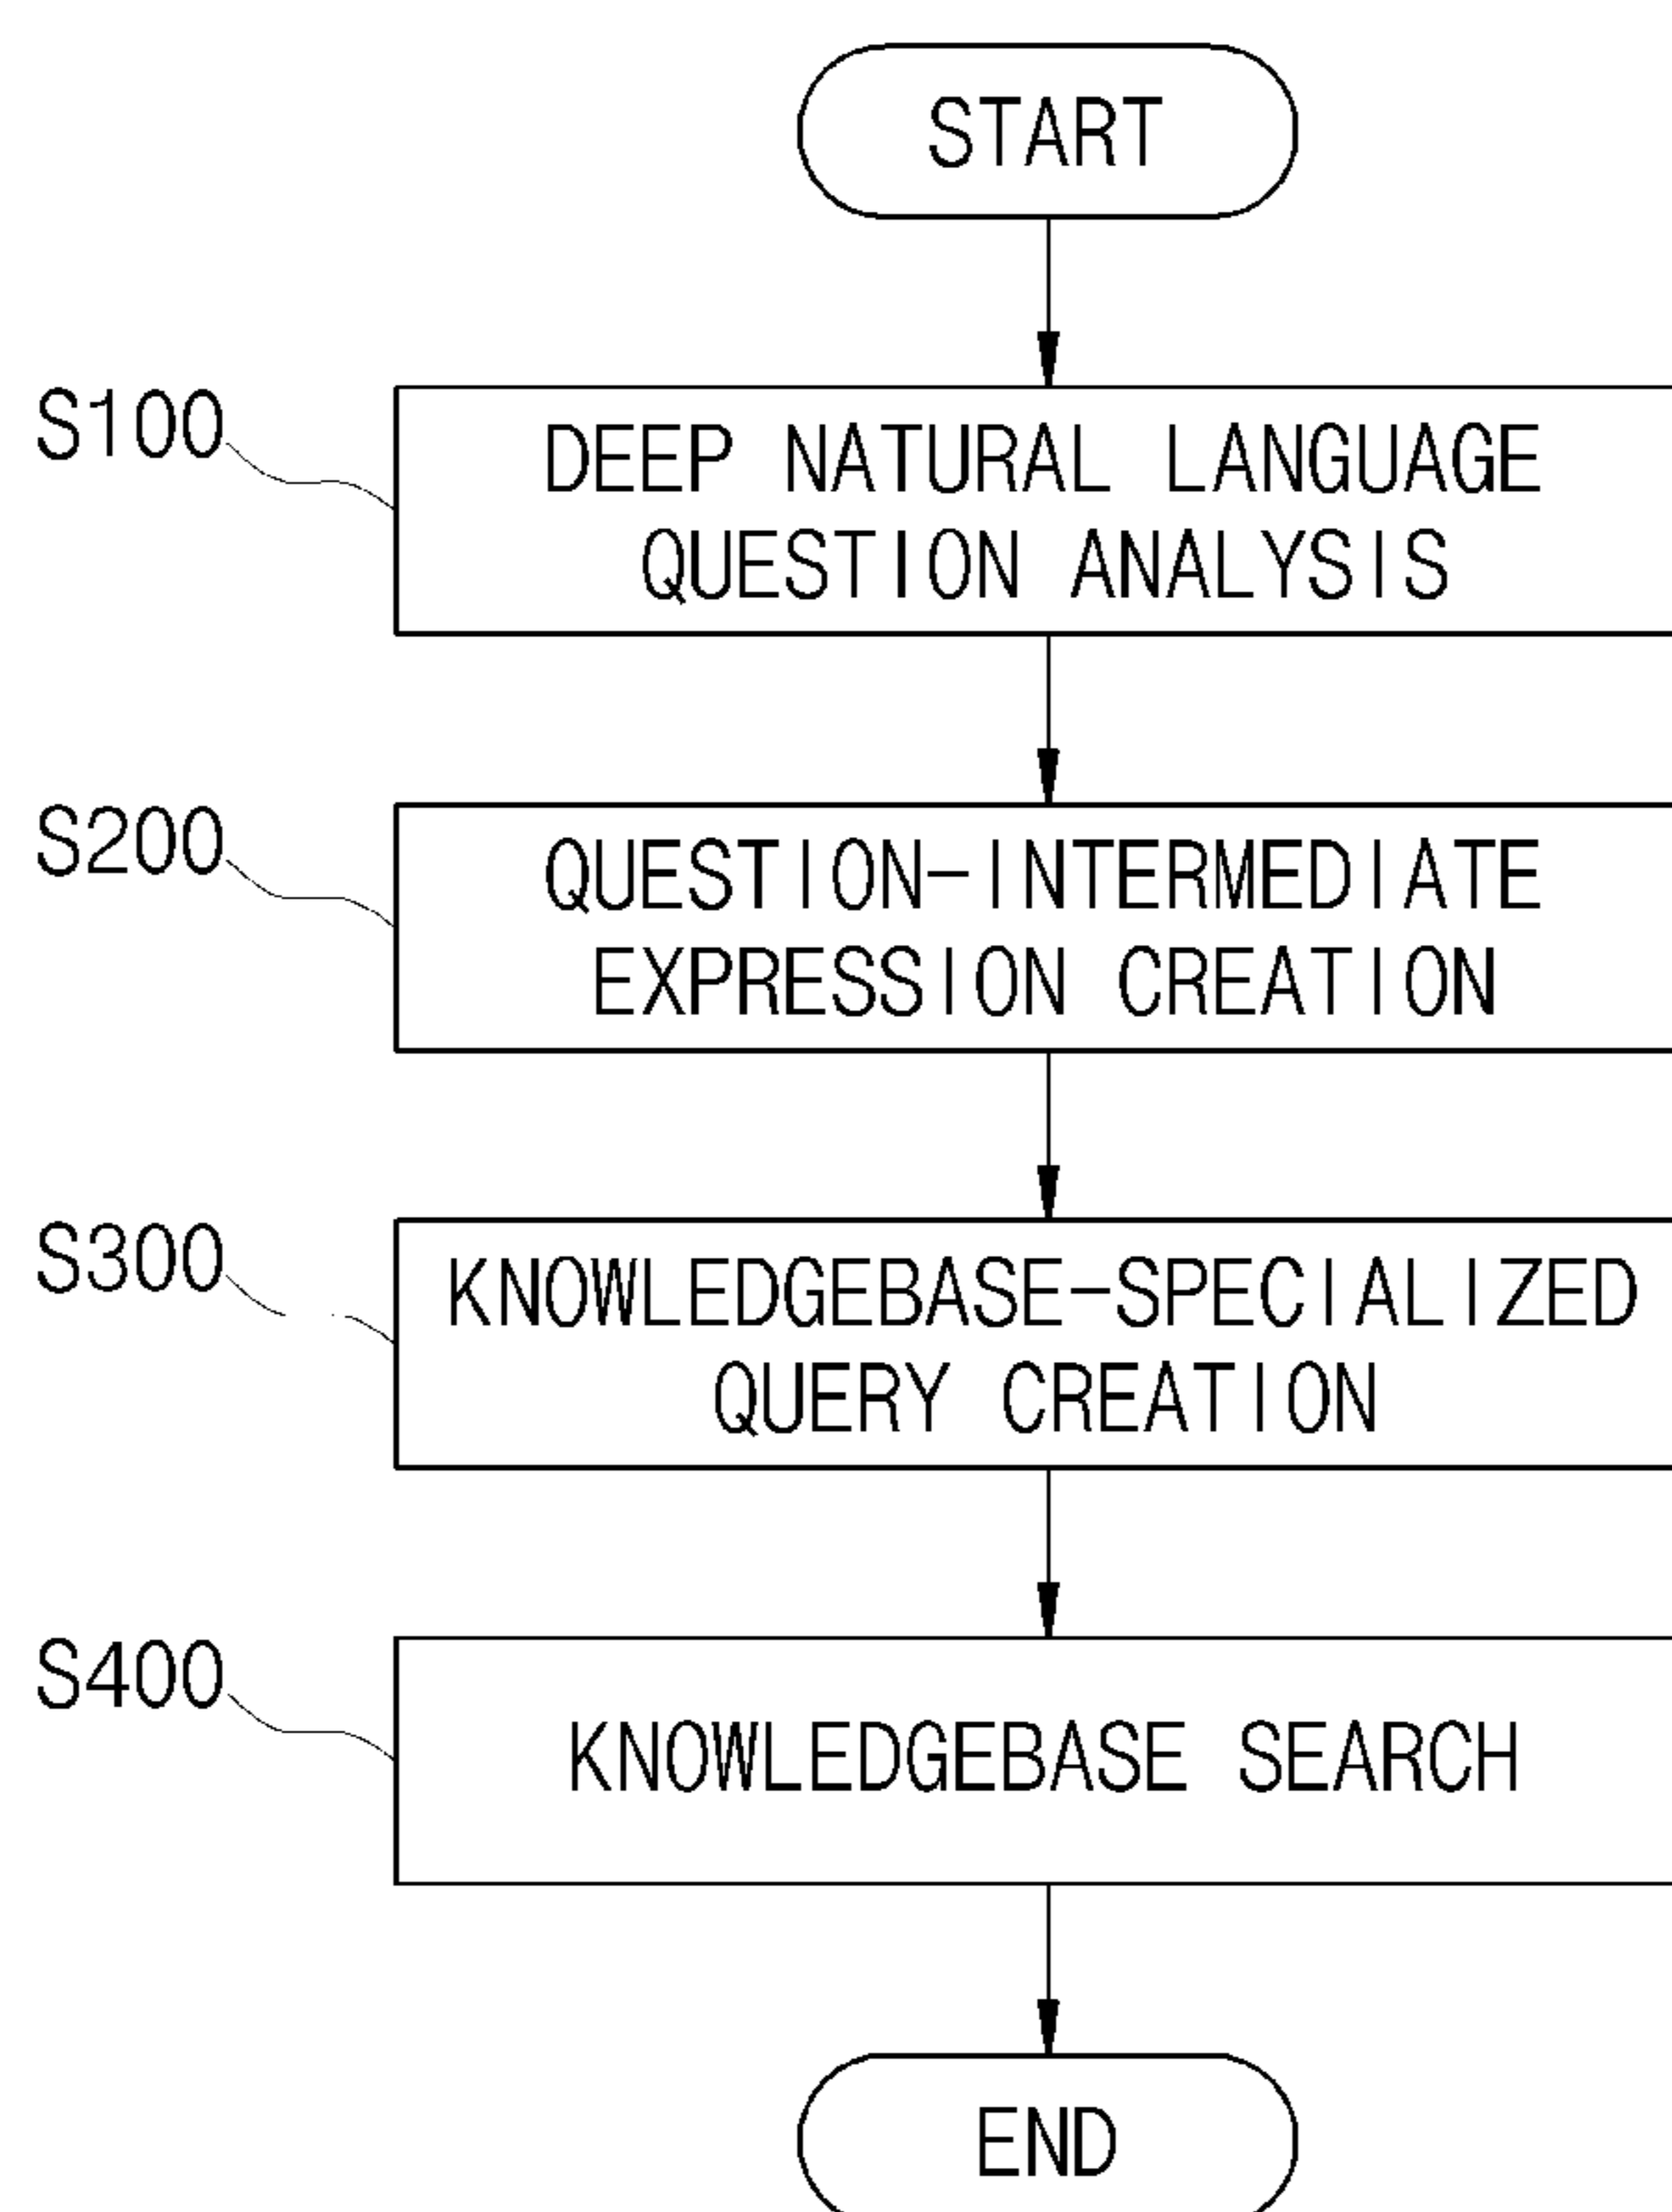 START
S100
DEEP NATURAL LANGUAGE
QUESTION ANALYSIS
S200
QUESTION-INTERMEDIATE
EXPRESSION CREATION
S300
KNOWLEDGEBASE-SPECIALIZED
QUERY CREATION
S400
KNOWLEDGEBASE SEARCH
END